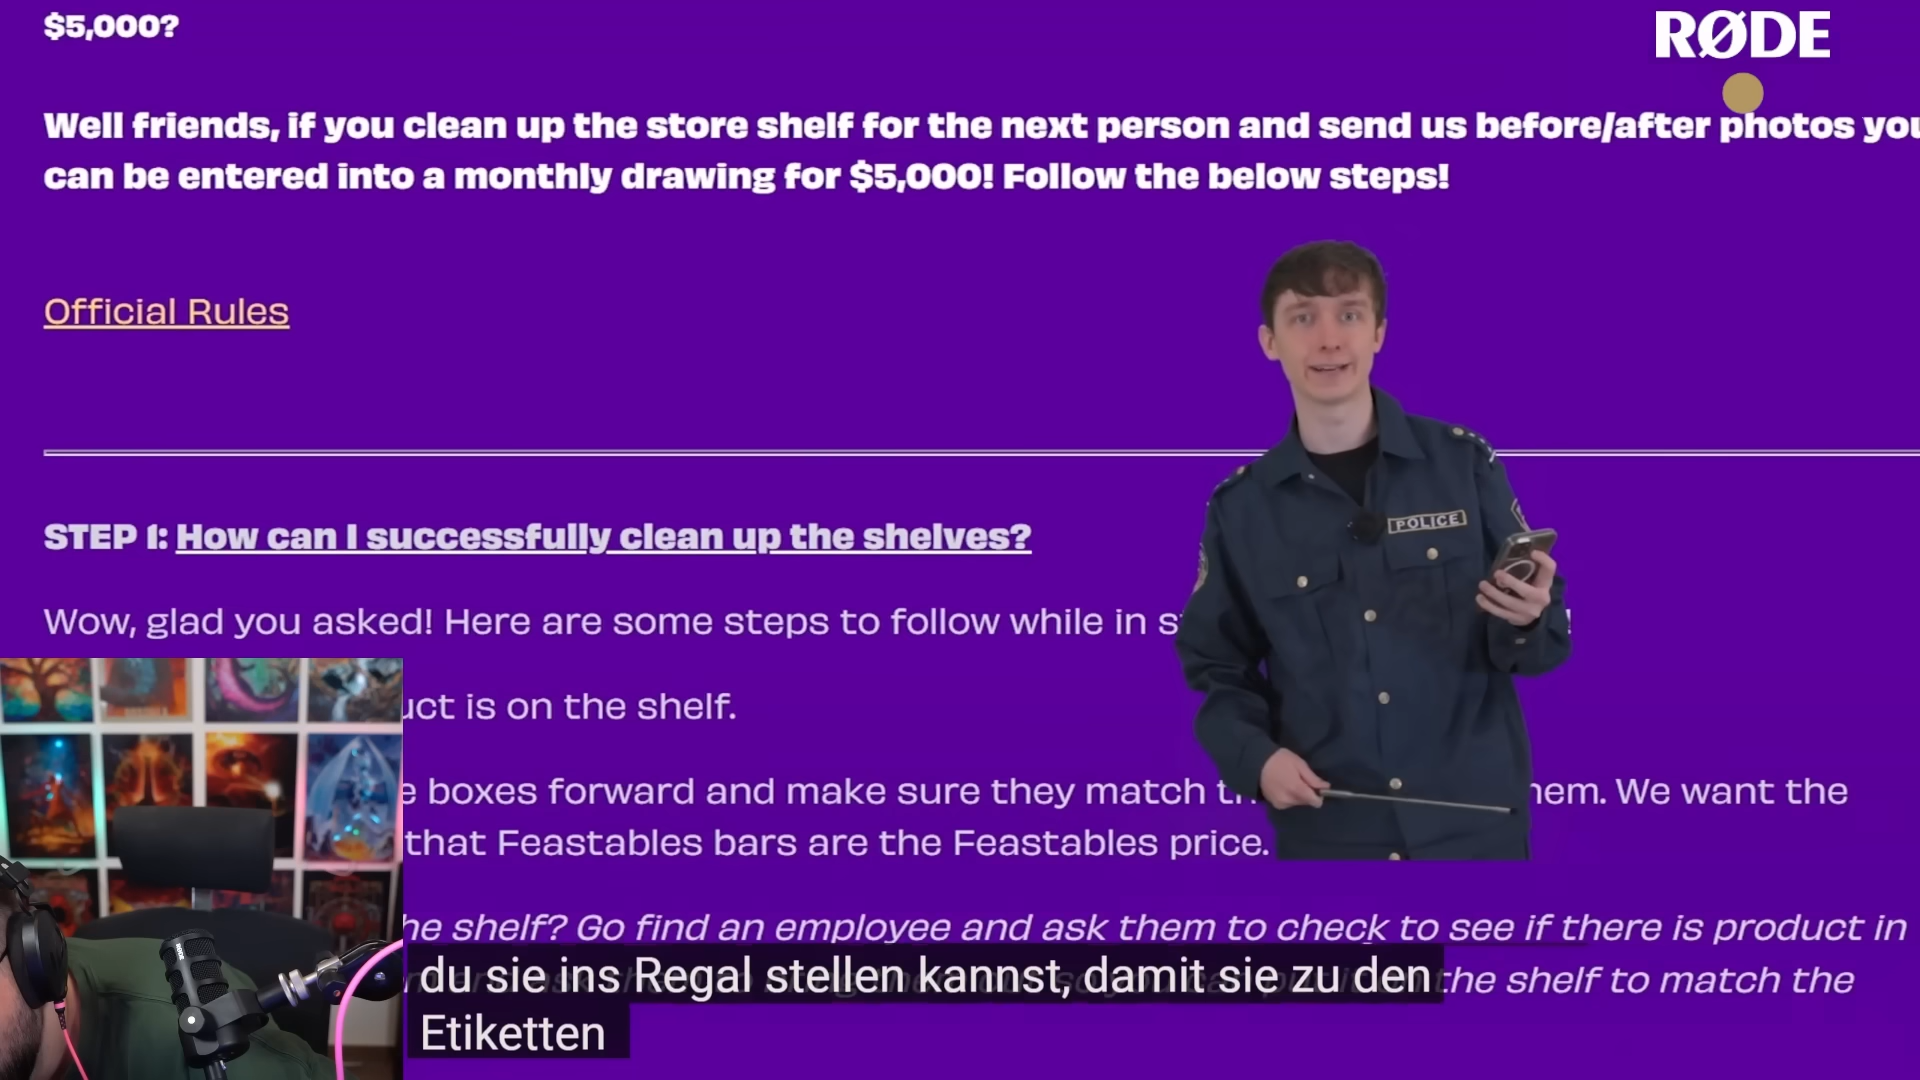 $5,000?
RØDE
Well friends, if you clean up the store shelf for the next person and send us before/after photos you
can be entered into a monthly drawing for $5,000! Follow the below steps!
Official Rules
STEP 1: How can I successfully clean up the shelves?
Wow, glad you asked! Here are some steps to follow while in
POLICE
is on the shelf.
boxes forward and make sure they match
We want the
that Feastables bars are the Feastables price.
shelf? Go find an employee and ask them to check to see if there is product in
the shelf to match the
du sie ins Regal stellen kannst, damit sie zu den
Etiketten